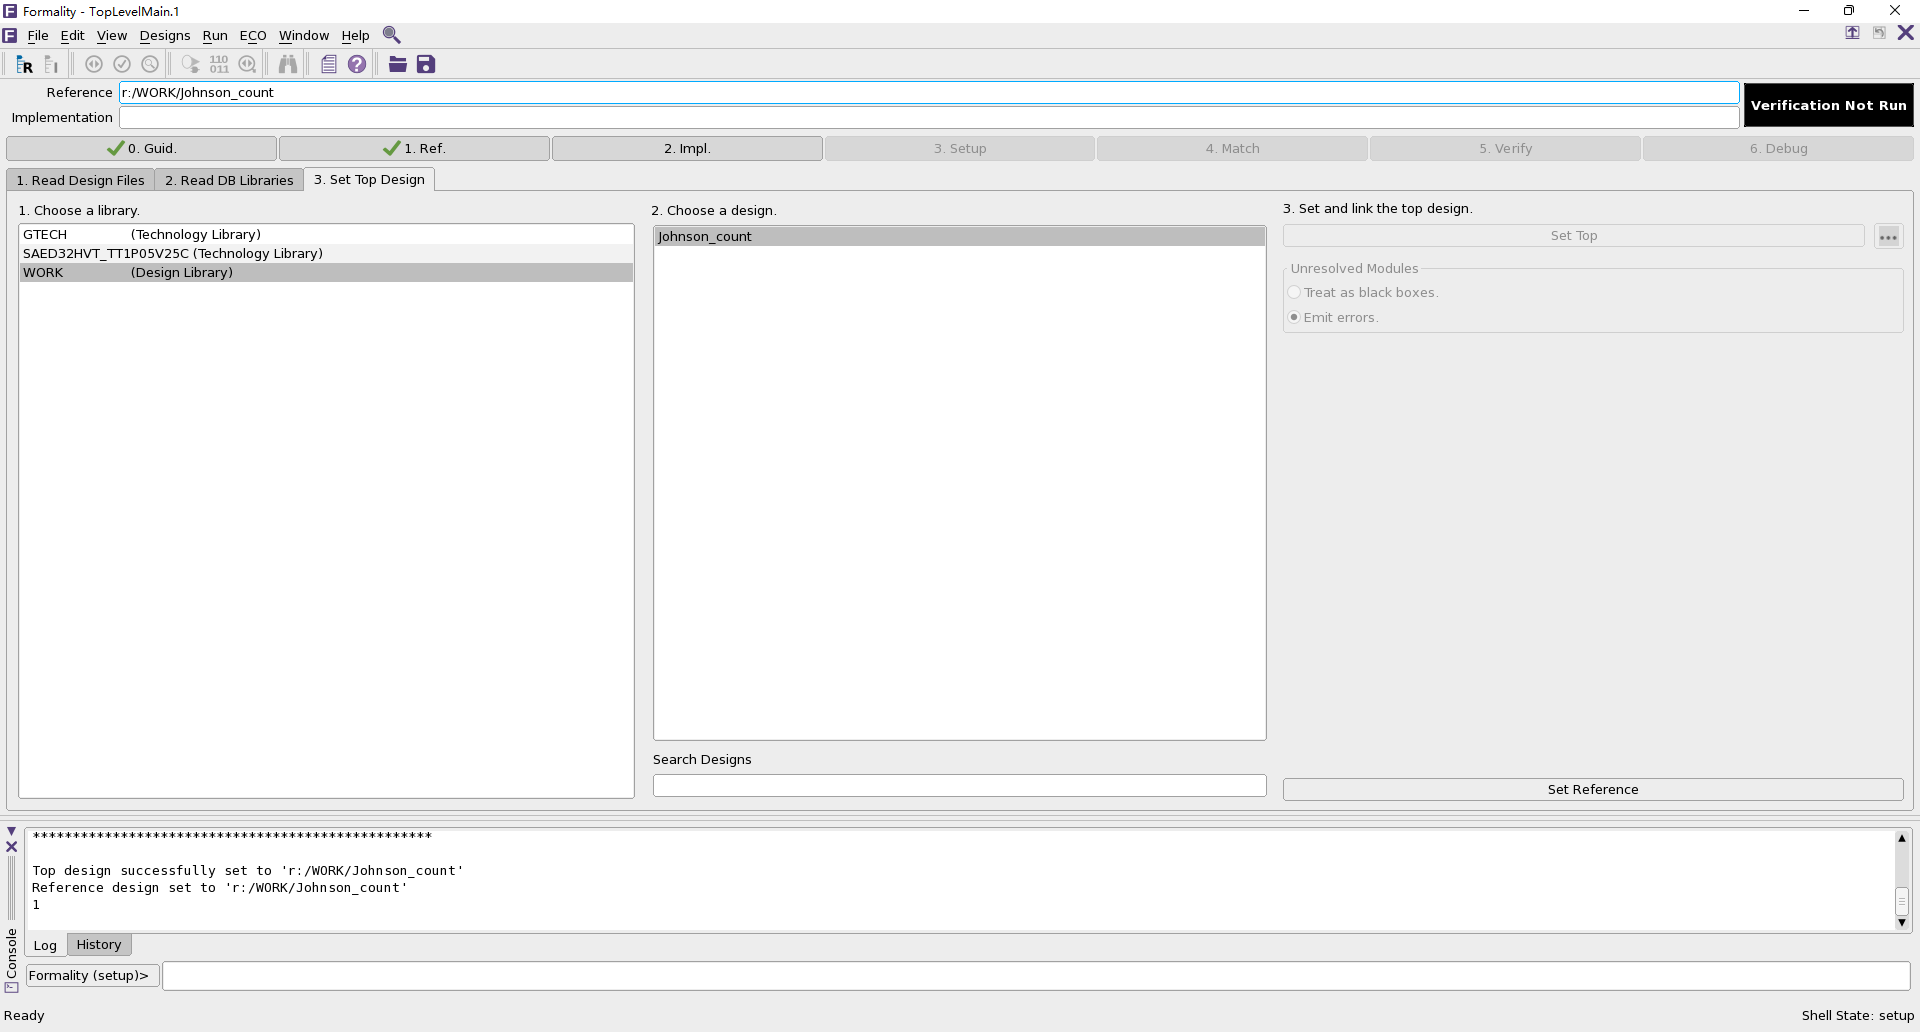 Formality - TopLevelMain.1
File Edit View Designs Run ECO Window Help
110
011
Reference r:/WORK/Johnson_count
Implementation
Verification Not Run
0. Guid. 1. Ref. 2. Impl. 3. Setup 4. Match 5. Verify 6. Debug
1. Read Design Files 2. Read DB Libraries 3. Set Top Design
1. Choose a library.
GTECH (Technology Library)
SAED32HVT_TT1P05V25C (Technology Library)
WORK (Design Library)
2. Choose a design.
Johnson_count
Search Designs
3. Set and link the top design.
Set Top ...
Unresolved Modules
Treat as black boxes.
Emit errors.
Set Reference
**************************************************
Top design successfully set to 'r:/WORK/Johnson_count'
Reference design set to 'r:/WORK/Johnson_count'
1
Log History
Console
Formality (setup)>
Ready
Shell State: setup